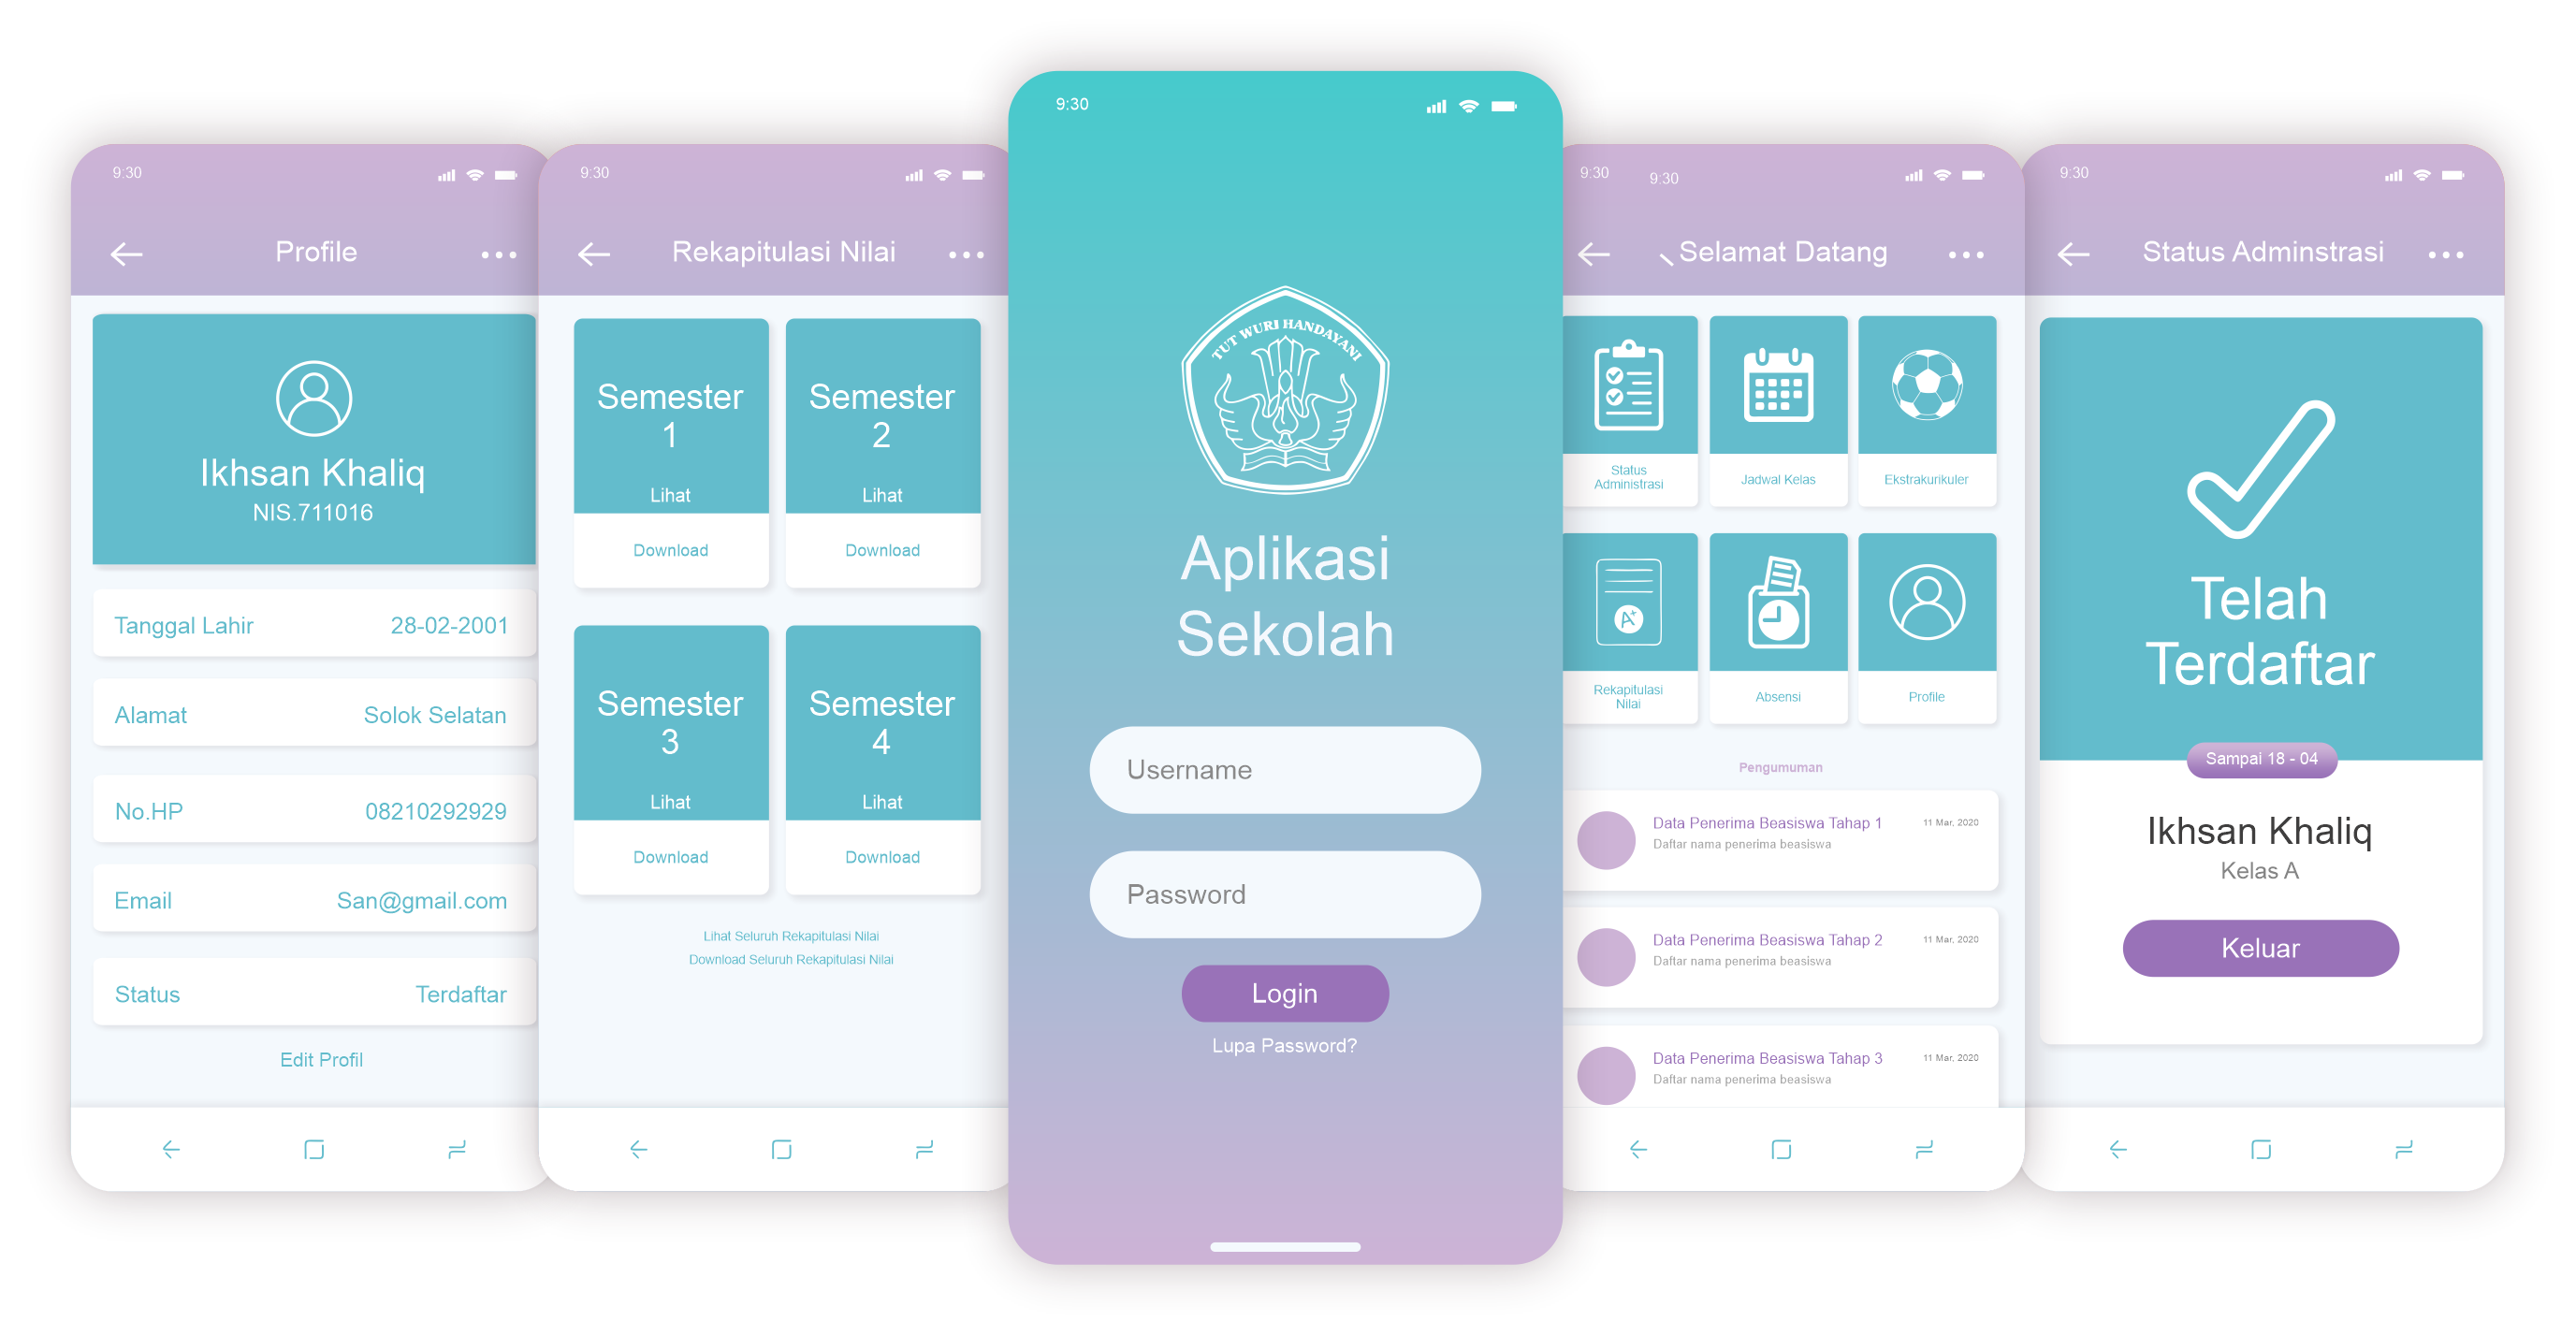 9:30
Profile
Ikhsan Khaliq
NIS.711016
Tanggal Lahir 28-02-2001
Alamat Solok Selatan
No.HP 08210292929
Email San@gmail.com
Status Terdaftar
Edit Profil
9:30
Rekapitulasi Nilai
Semester
1
Lihat
Download
Semester
2
Lihat
Download
Semester
3
Lihat
Download
Semester
4
Lihat
Download
Lihat Seluruh Rekapitulasi Nilai
Download Seluruh Rekapitulasi Nilai
9:30
TUT WURI HANDAYANI
Aplikasi
Sekolah
Username
Password
Login
Lupa Password?
9:30 9:30
Selamat Datang
Status
Administrasi
Jadwal Kelas
Ekstrakurikuler
A+
Rekapitulasi
Nilai
Absensi
Profile
Pengumuman
Data Penerima Beasiswa Tahap 1 11 Mar, 2020
Daftar nama penerima beasiswa
Data Penerima Beasiswa Tahap 2 11 Mar, 2020
Daftar nama penerima beasiswa
Data Penerima Beasiswa Tahap 3 11 Mar, 2020
Daftar nama penerima beasiswa
9:30
Status Adminstrasi
Telah
Terdaftar
Sampai 18 - 04
Ikhsan Khaliq
Kelas A
Keluar